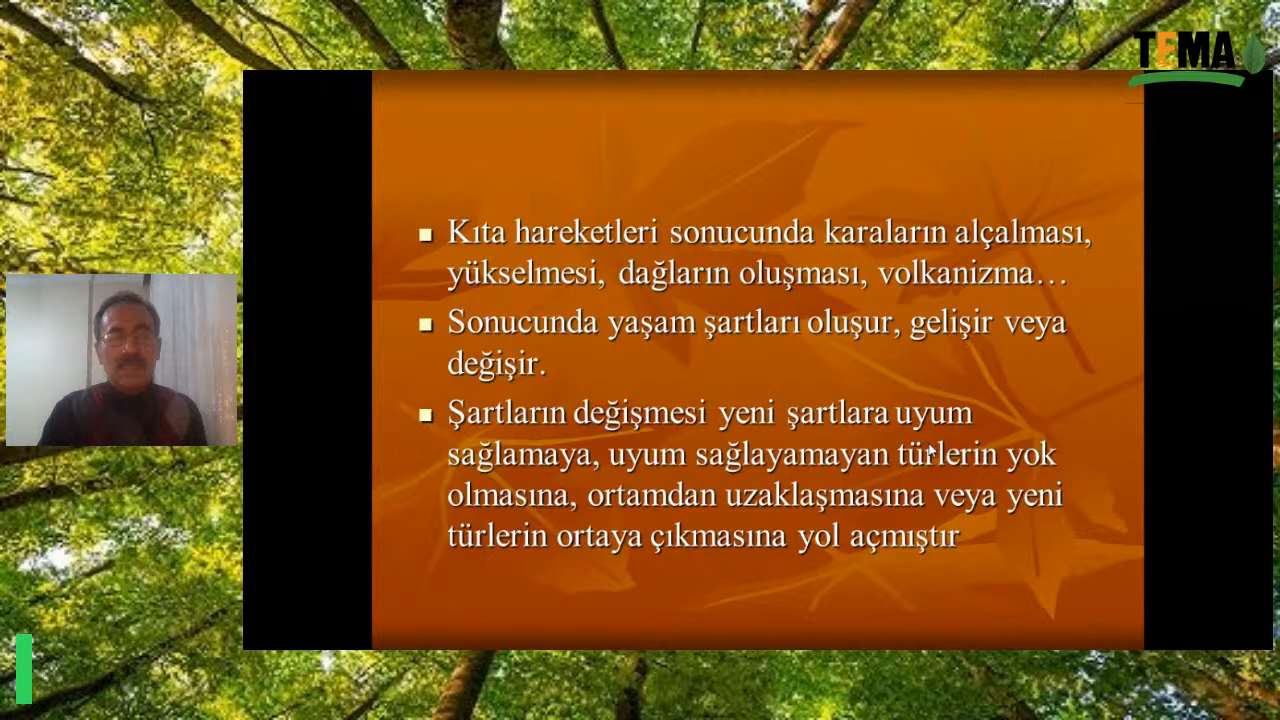 TEMA
Kıta hareketleri sonucunda karaların alçalması,
yükselmesi, dağların oluşması, volkanizma…
Sonucunda yaşam şartları oluşur, gelişir veya
değişir.
Şartların değişmesi yeni şartlara uyum
sağlamaya, uyum sağlayamayan türlerin yok
olmasına, ortamdan uzaklaşmasına veya yeni
türlerin ortaya çıkmasına yol açmıştır